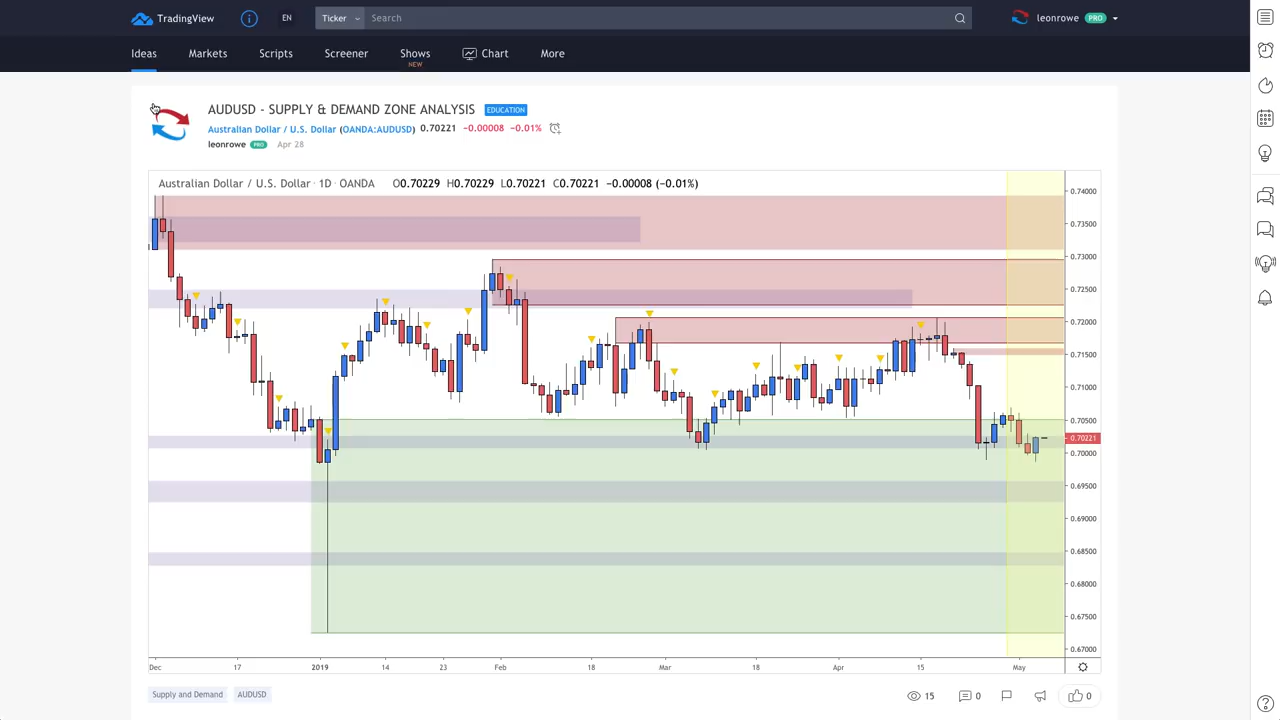 TradingView
EN
Ticker
Search
leonrowe PRO
Ideas
Markets
Scripts
Screener
Shows
NEW
Chart
More
AUDUSD - SUPPLY & DEMAND ZONE ANALYSIS EDUCATION
Australian Dollar / U.S. Dollar (OANDA:AUDUSD) 0.70221 −0.00008 −0.01%
leonrowe PRO Apr 28
Australian Dollar / U.S. Dollar · 1D · OANDA O0.70229 H0.70229 L0.70221 C0.70221 −0.00008 (−0.01%)
0.74000
0.73500
0.73000
0.72500
0.72000
0.71500
0.71000
0.70500
0.70221
0.70000
0.69500
0.69000
0.68500
0.68000
0.67500
0.67000
Dec 17 2019 14 23 Feb 18 Mar 18 Apr 15 May
Supply and Demand AUDUSD
15 0 0